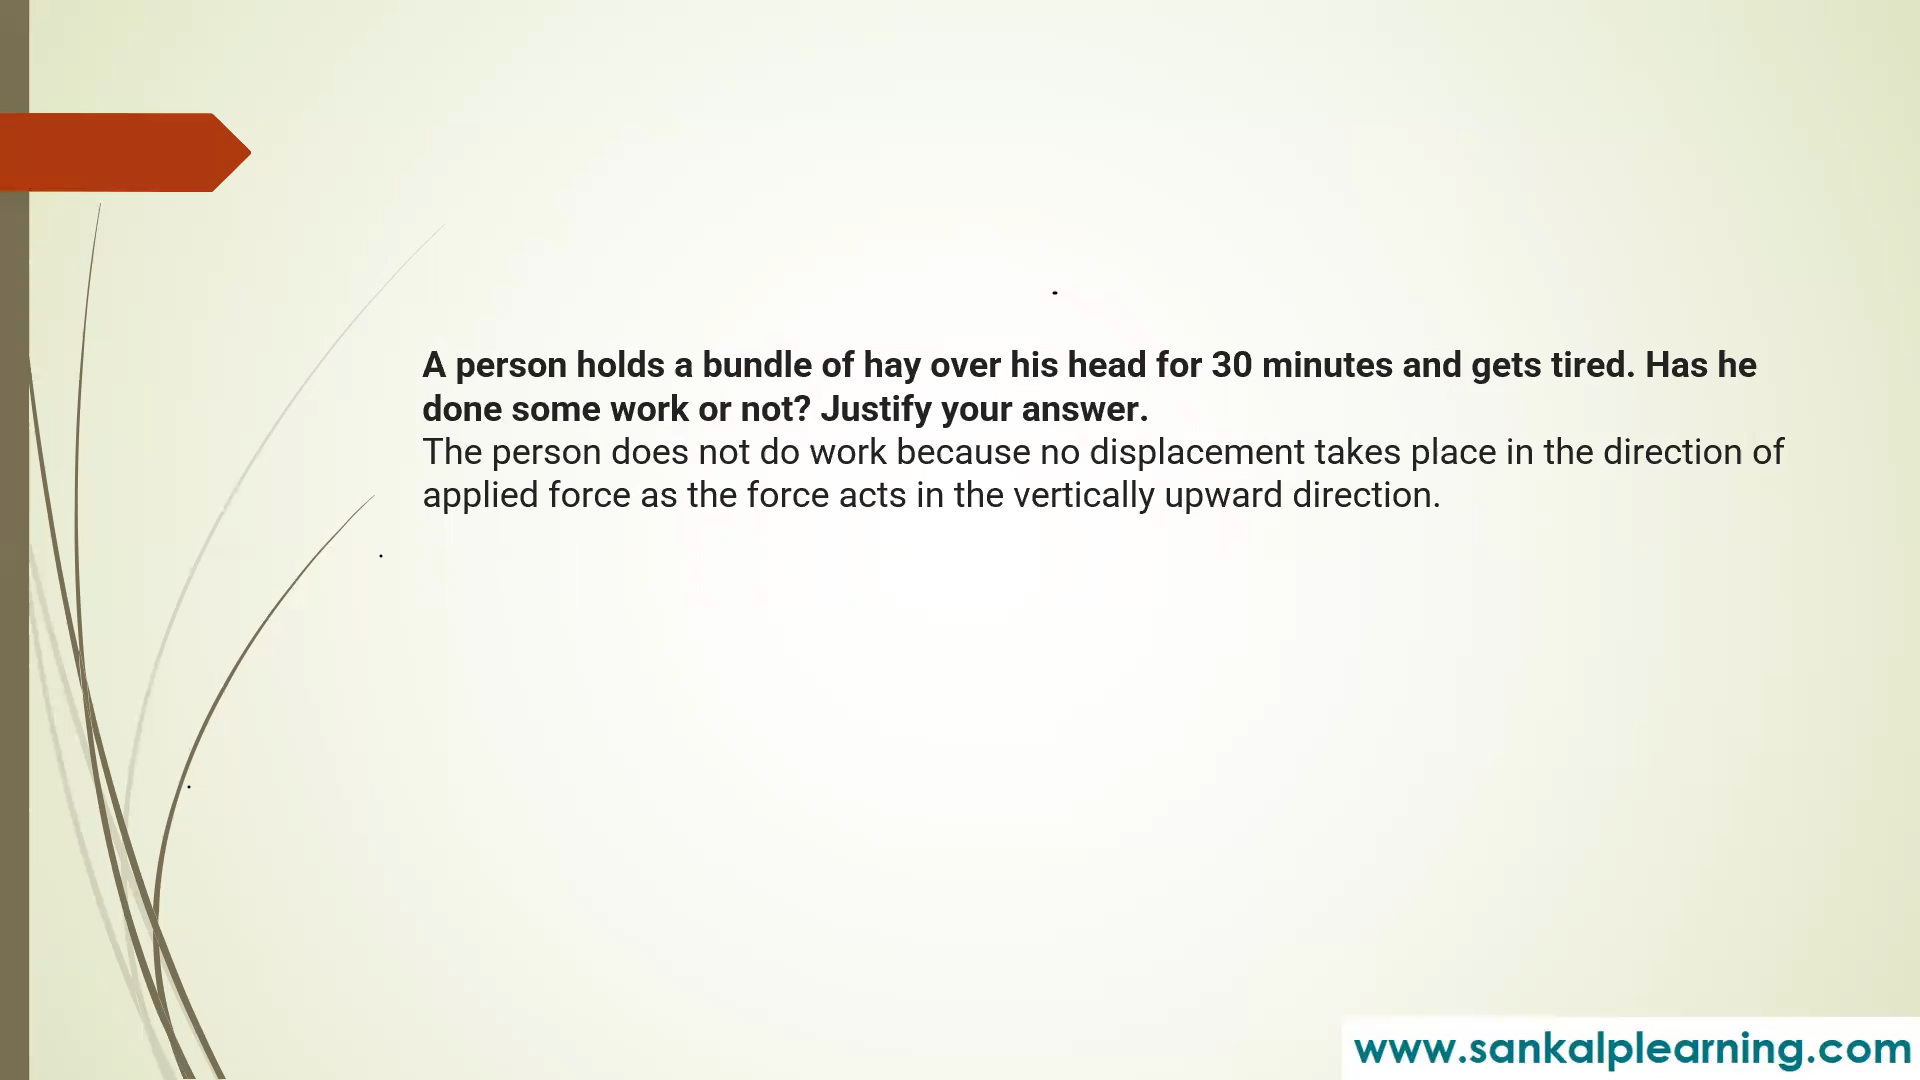 A person holds a bundle of hay over his head for 30 minutes and gets tired. Has he
done some work or not? Justify your answer.
The person does not do work because no displacement takes place in the direction of
applied force as the force acts in the vertically upward direction.
www.sankalplearning.com